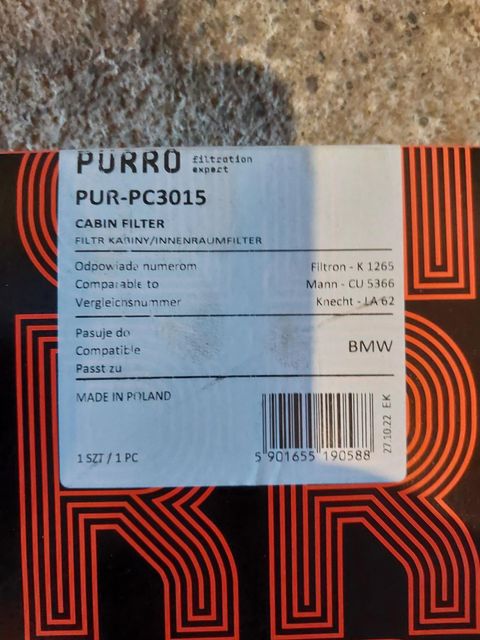 PURRO filtration
expert
PUR-PC3015
CABIN FILTER
FILTR KABINY/INNENRAUMFILTER
Odpowiada numerom Filtron - K 1265
Comparable to Mann - CU 5366
Vergleichsnummer Knecht - LA 62
Pasuje do
Compatible BMW
Passt zu
MADE IN POLAND
27.10.22 EK
1 SZT / 1 PC
5 901655 190588